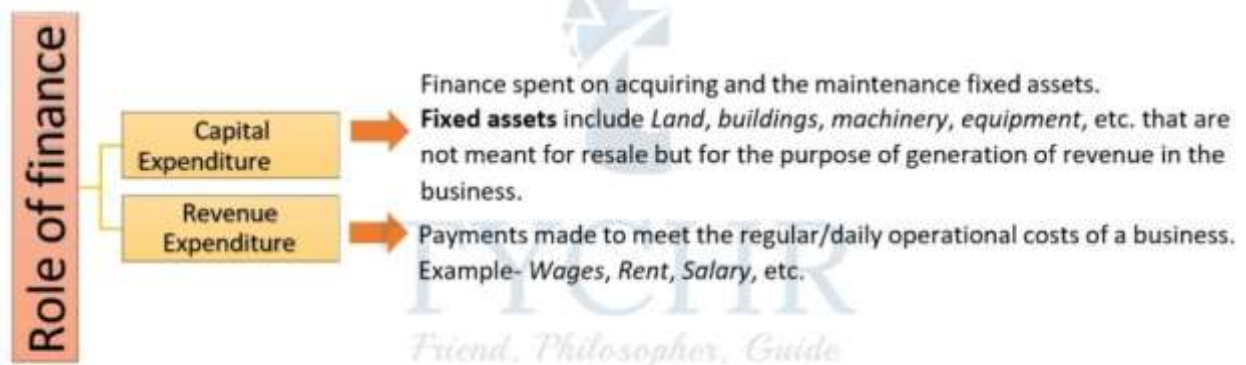 Role of finance
Capital
Expenditure
Finance spent on acquiring and the maintenance fixed assets.
Fixed assets include Land, buildings, machinery, equipment, etc. that are
not meant for resale but for the purpose of generation of revenue in the
business.
Revenue
Expenditure
Payments made to meet the regular/daily operational costs of a business.
Example- Wages, Rent, Salary, etc.
TYCHR
Friend, Philosopher, Guide